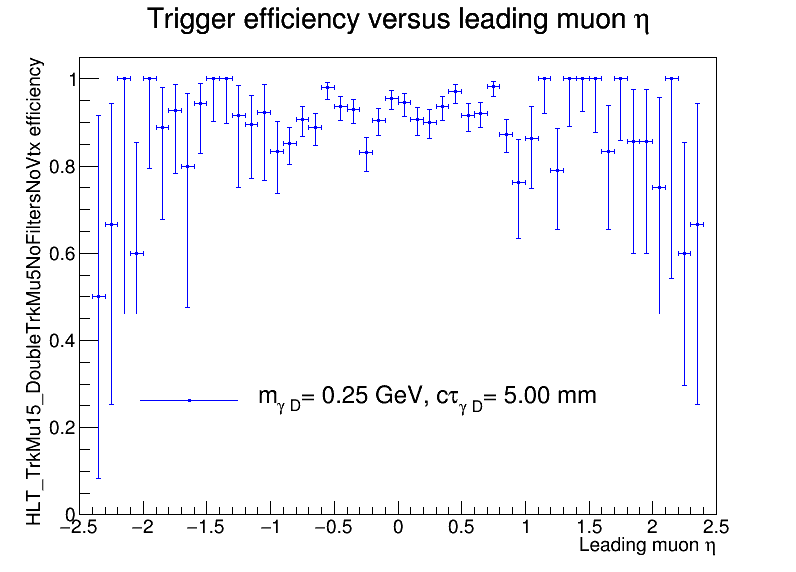 Trigger efficiency versus leading muon η
HLT_TrkMu15_DoubleTrkMu5NoFiltersNoVtx efficiency
1
0.8
0.6
0.4
0.2
0
mγ D= 0.25 GeV, cτγ D= 5.00 mm
−2.5 −2 −1.5 −1 −0.5 0 0.5 1 1.5 2 2.5
Leading muon η